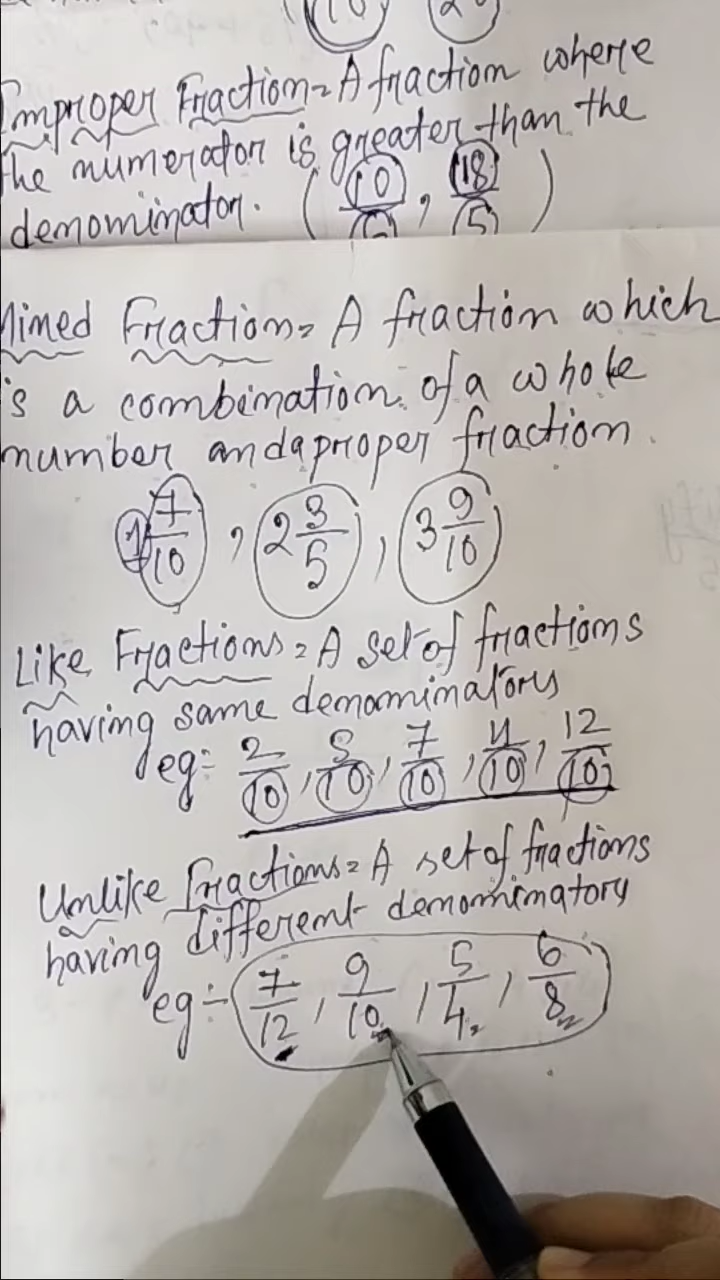 Improper Fraction = A fraction where
the numerator is greater than the
denominator. (10/, 18/5)
Mixed Fraction = A fraction which
is a combination of a whole
number and a proper fraction.
1 7/10, 2 3/5, 3 9/10
Like Fractions = A set of fractions
having same denominators
eg:- 2/10, 5/10, 7/10, 4/10, 12/10
Unlike Fractions = A set of fractions
having different denominators
eg:- 7/12, 9/10, 5/4, 6/8